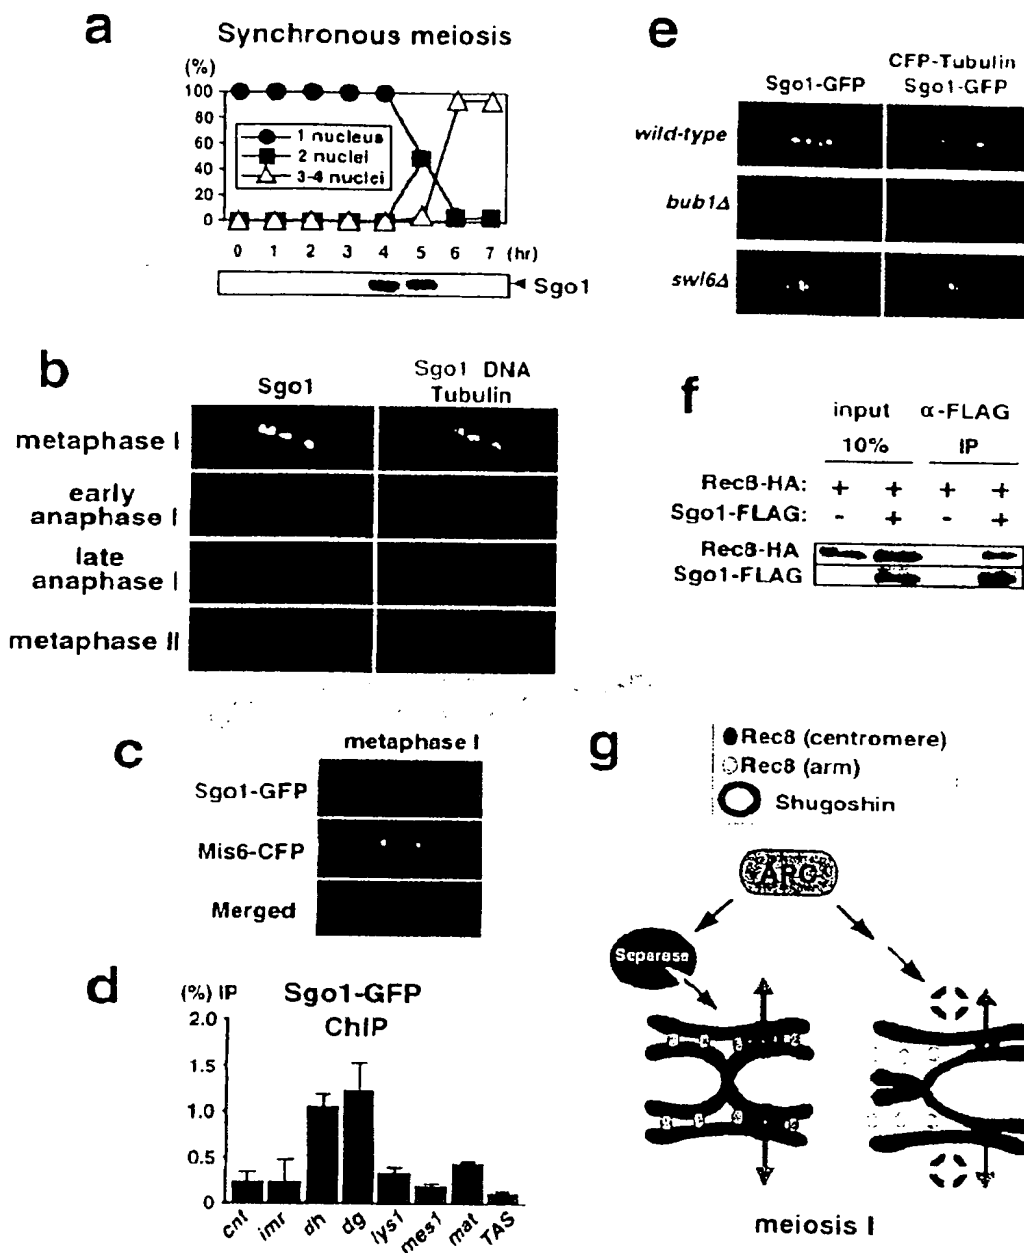 a
Synchronous meiosis
(%)
100
80
60
40
20
0
1 nucleus
2 nuclei
3-4 nuclei
0 1 2 3 4 5 6 7 (hr)
Sgo1
b
Sgo1
Sgo1 DNA
Tubulin
metaphase I
early
anaphase I
late
anaphase I
metaphase II
c
metaphase I
Sgo1-GFP
Mis6-CFP
Merged
d
(%) IP
Sgo1-GFP
ChIP
2.0
1.5
1.0
0.5
0
cnt imr dh dg lys1 mes1 mat TAS
e
Sgo1-GFP
CFP-Tubulin
Sgo1-GFP
wild-type
bub1Δ
swi6Δ
f
input α-FLAG
10% IP
Rec8-HA: + + + +
Sgo1-FLAG: - + - +
Rec8-HA
Sgo1-FLAG
g
Rec8 (centromere)
Rec8 (arm)
Shugoshin
APC
Separase
meiosis I